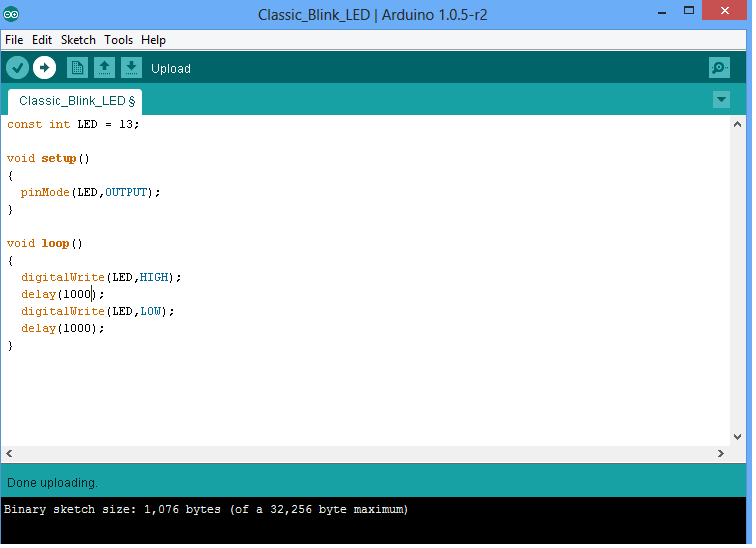 Classic_Blink_LED | Arduino 1.0.5-r2
File Edit Sketch Tools Help
Upload
Classic_Blink_LED §
const int LED = 13;
void setup()
{
pinMode(LED,OUTPUT);
}
void loop()
{
digitalWrite(LED,HIGH);
delay(1000);
digitalWrite(LED,LOW);
delay(1000);
}
Done uploading.
Binary sketch size: 1,076 bytes (of a 32,256 byte maximum)